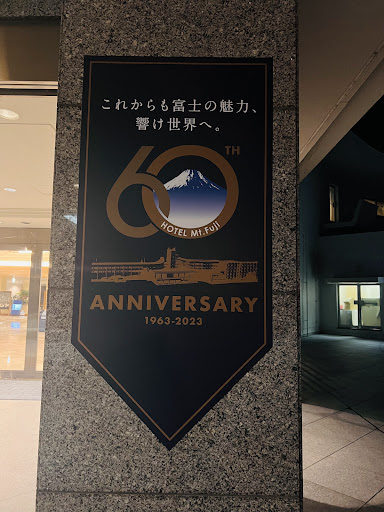 これからも富士の魅力、
響け世界へ。
60TH
HOTEL Mt.Fuji
ANNIVERSARY
1963-2023